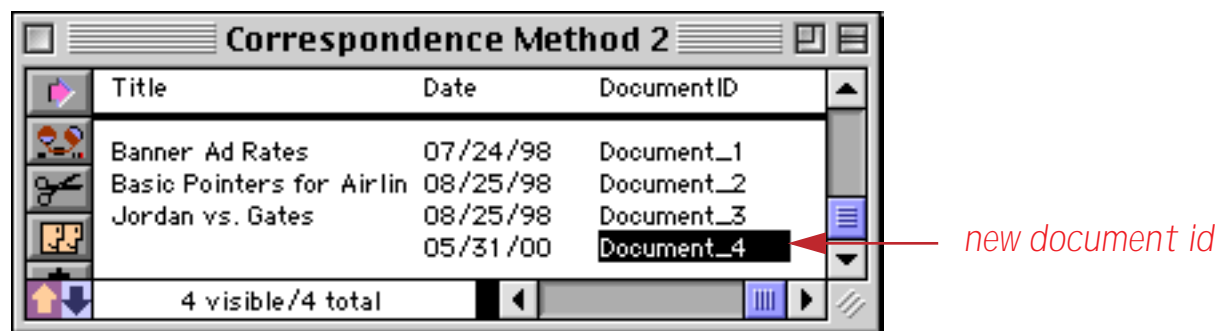 Correspondence Method 2
Title Date DocumentID
Banner Ad Rates 07/24/98 Document_1
Basic Pointers for Airlin 08/25/98 Document_2
Jordan vs. Gates 08/25/98 Document_3
05/31/00 Document_4
new document id
4 visible/4 total